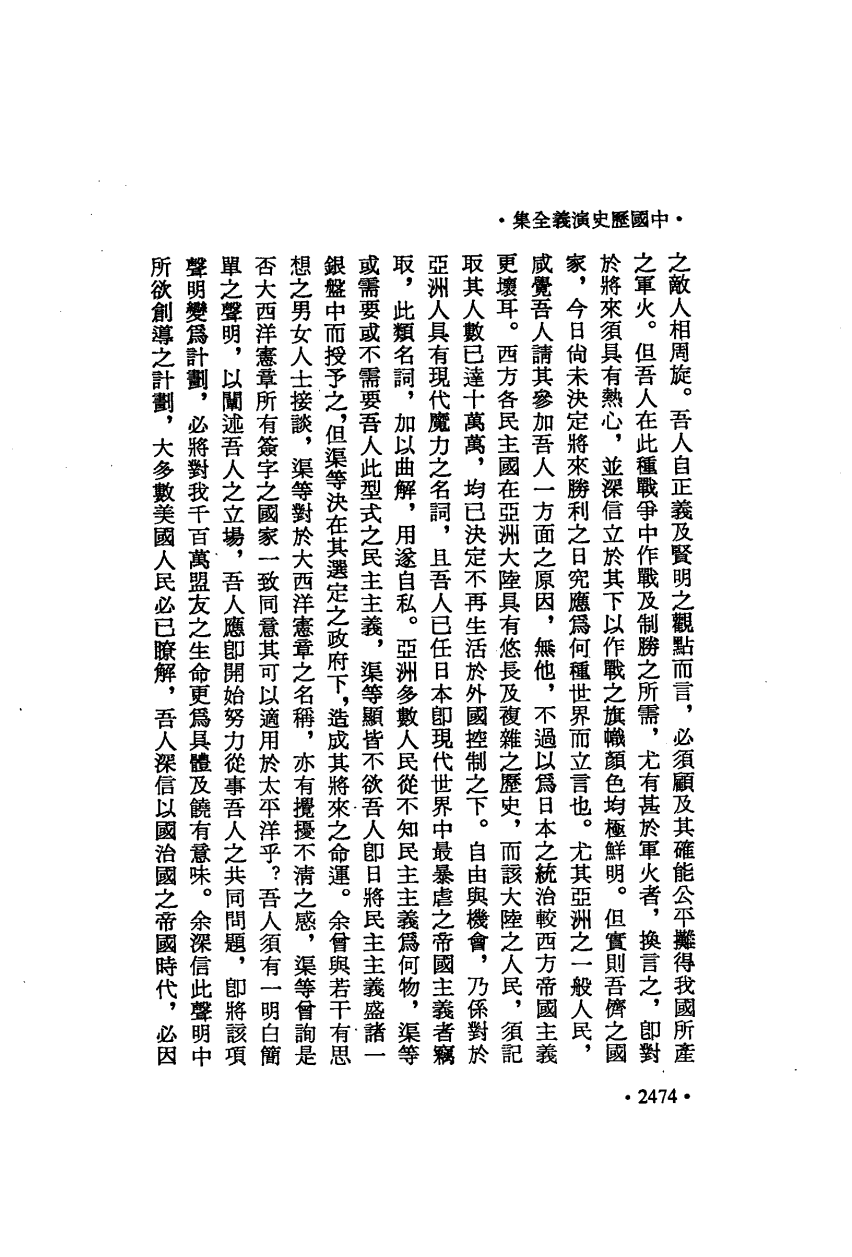 •中國歷史演義全集•
之敵人相周旋。吾人自正義及賢明之觀點而言，必須顧及其確能公平攤得我國所產
之軍火。但吾人在此種戰爭中作戰及制勝之所需，尤有甚於軍火者，換言之，卽對
於將來須具有熱心，並深信立於其下以作戰之旗幟顏色均極鮮明。但實則吾儕之國
家，今日尙未決定將來勝利之日究應爲何種世界而立言也。尤其亞洲之一般人民，
咸覺吾人請其參加吾人一方面之原因，無他，不過以爲日本之統治較西方帝國主義
更壞耳。西方各民主國在亞洲大陸具有悠長及複雜之歷史，而該大陸之人民，須記
取其人數已達十萬萬，均已決定不再生活於外國控制之下。自由與機會，乃係對於
亞洲人具有現代魔力之名詞，且吾人已任日本卽現代世界中最暴虐之帝國主義者竊
取，此類名詞，加以曲解，用遂自私。亞洲多數人民從不知民主主義爲何物，渠等
或需要或不需要吾人此型式之民主主義，渠等顯皆不欲吾人卽日將民主主義盛諸一
銀盤中而授予之，但渠等決在其選定之政府下，造成其將來之命運。余曾與若干有思
想之男女人士接談，渠等對於大西洋憲章之名稱，亦有攪擾不清之感，渠等曾詢是
否大西洋憲章所有簽字之國家一致同意其可以適用於太平洋乎？吾人須有一明白簡
單之聲明，以闡述吾人之立場，吾人應卽開始努力從事吾人之共同問題，卽將該項
聲明變爲計劃，必將對我千百萬盟友之生命更爲具體及饒有意味。余深信此聲明中
所欲創導之計劃，大多數美國人民必已瞭解，吾人深信以國治國之帝國時代，必因
•2474•